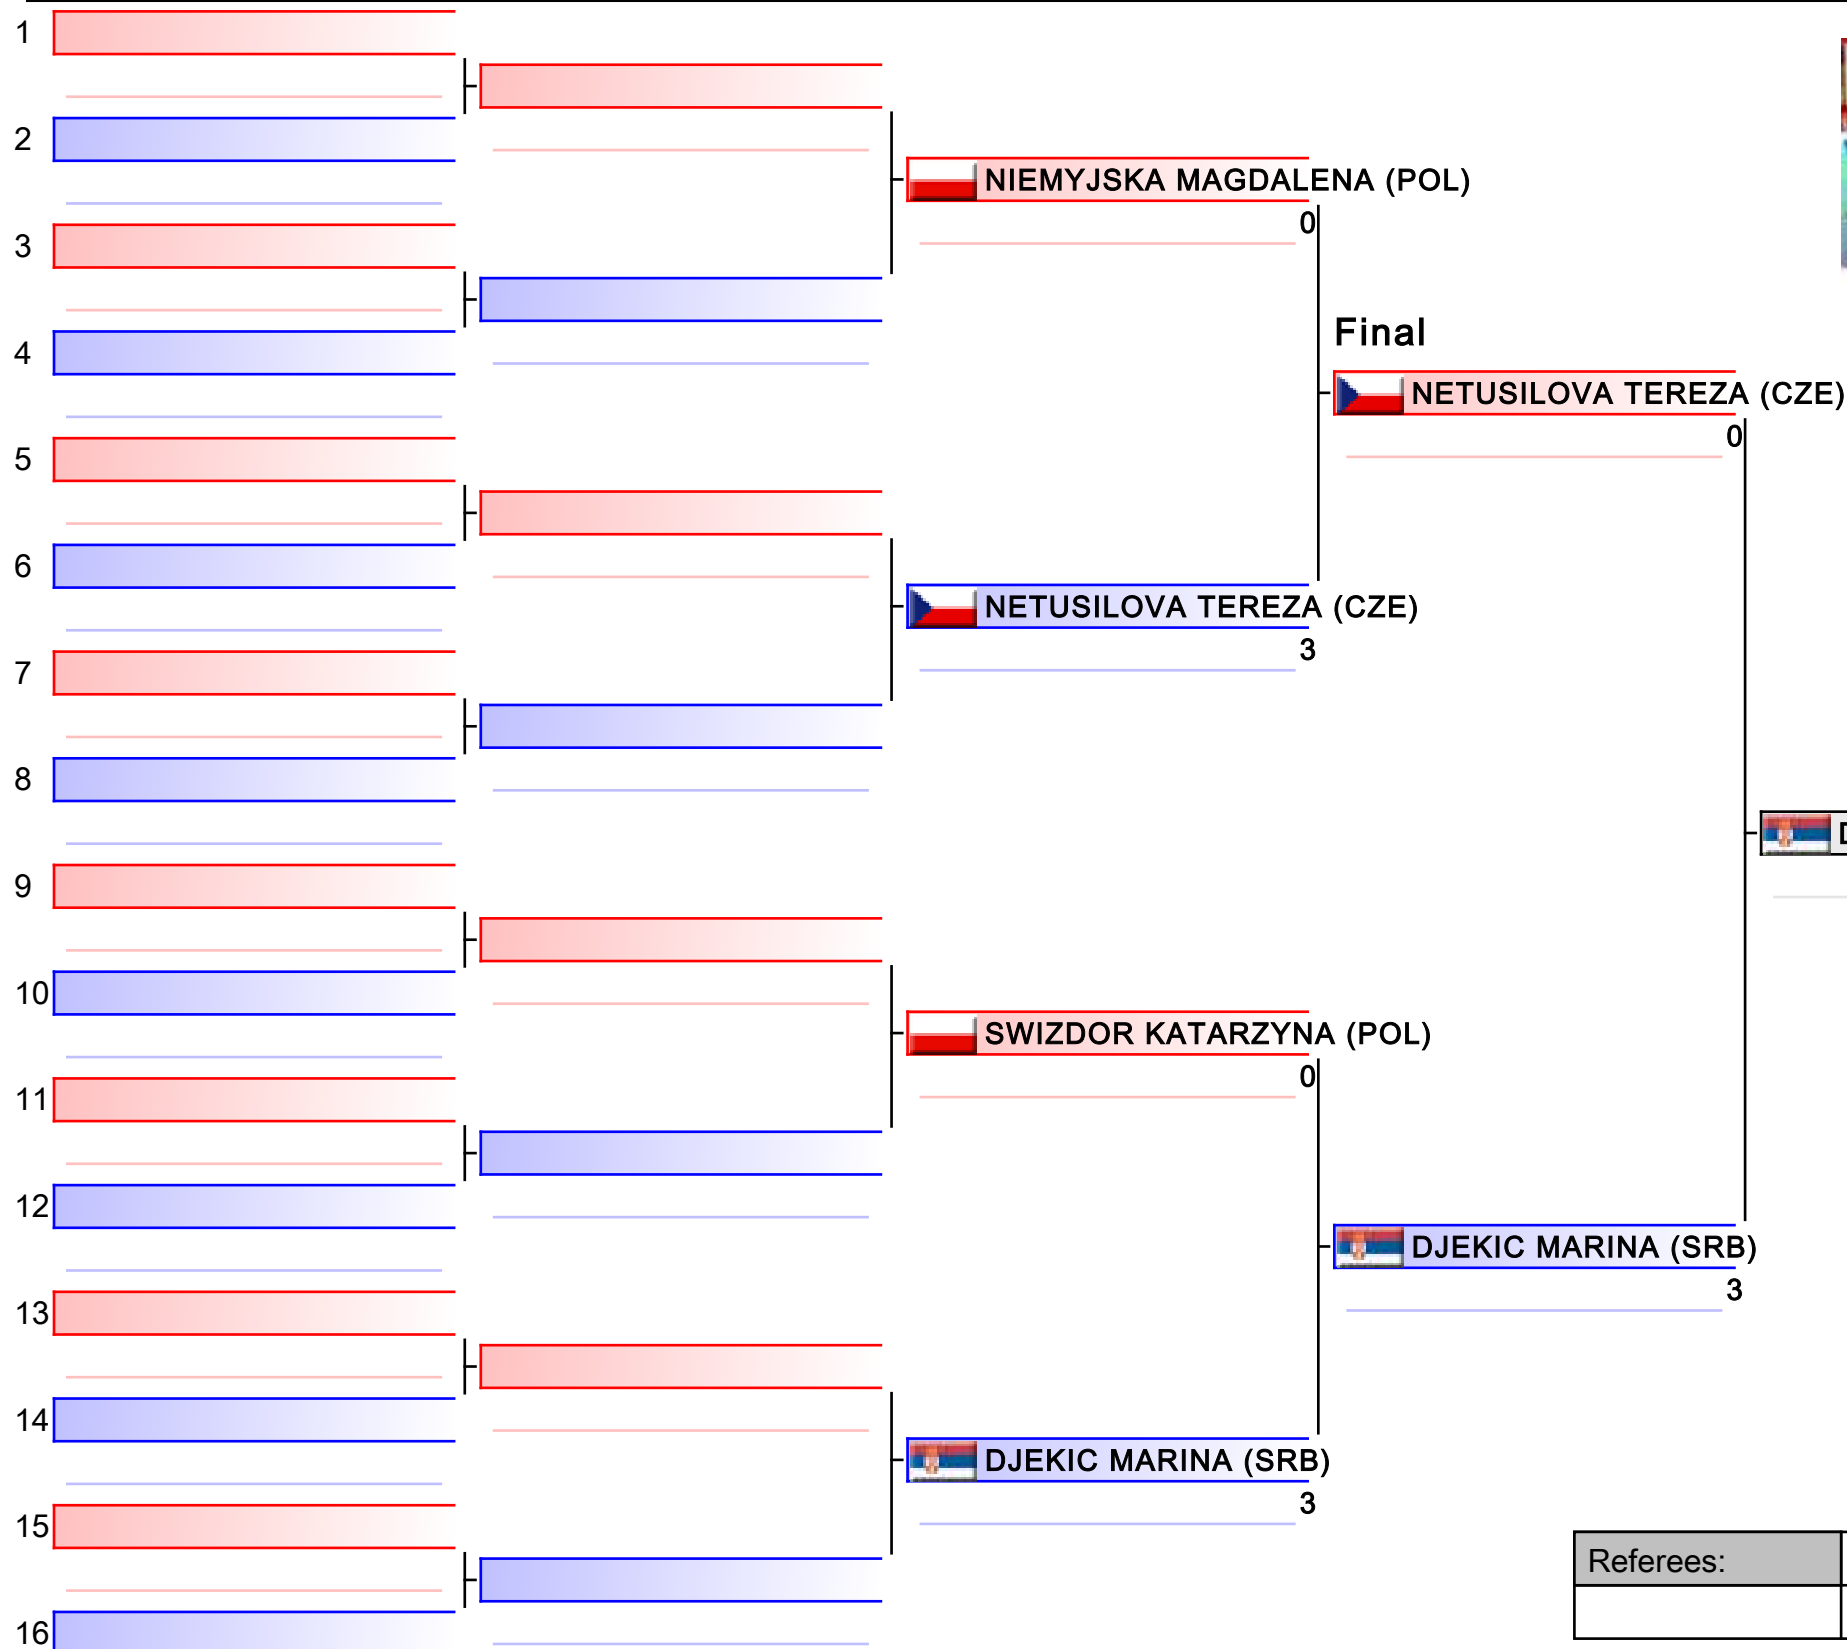 1
2
NIEMYJSKA MAGDALENA (POL)
0
3
Final
4
NETUSILOVA TEREZA (CZE)
0
5
6
NETUSILOVA TEREZA (CZE)
3
7
8
9
10
SWIZDOR KATARZYNA (POL)
0
11
12
DJEKIC MARINA (SRB)
3
13
14
DJEKIC MARINA (SRB)
3
15
Referees:
16